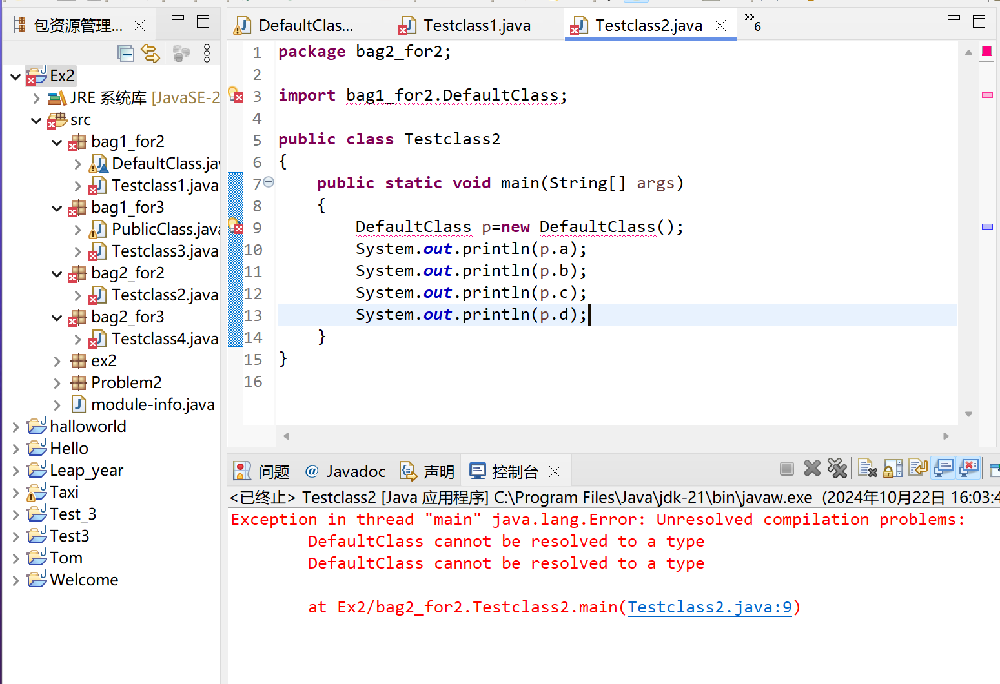 包资源管理...
DefaultClas...
Testclass1.java
Testclass2.java
6
Ex2
JRE 系统库 [JavaSE-2
src
bag1_for2
DefaultClass.jav
Testclass1.java
bag1_for3
PublicClass.java
Testclass3.java
bag2_for2
Testclass2.java
bag2_for3
Testclass4.java
ex2
Problem2
module-info.java
halloworld
Hello
Leap_year
Taxi
Test_3
Test3
Tom
Welcome
1 package bag2_for2;
2
3 import bag1_for2.DefaultClass;
4
5 public class Testclass2
6 {
7 public static void main(String[] args)
8 {
9 DefaultClass p=new DefaultClass();
10 System.out.println(p.a);
11 System.out.println(p.b);
12 System.out.println(p.c);
13 System.out.println(p.d);
14 }
15 }
16
问题 @ Javadoc 声明 控制台
<已终止> Testclass2 [Java 应用程序] C:\Program Files\Java\jdk-21\bin\javaw.exe (2024年10月22日 16:03:4
Exception in thread "main" java.lang.Error: Unresolved compilation problems:
DefaultClass cannot be resolved to a type
DefaultClass cannot be resolved to a type
at Ex2/bag2_for2.Testclass2.main(Testclass2.java:9)